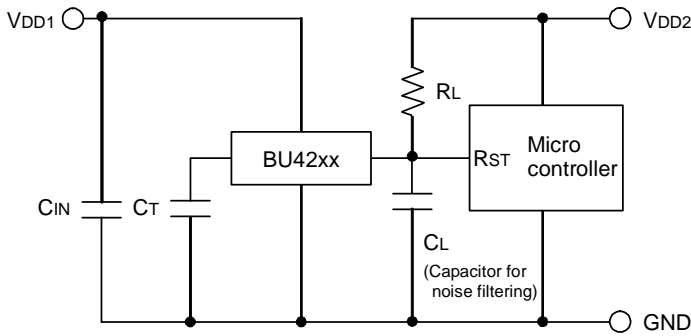 VDD1
VDD2
RL
BU42xx
RST
Micro
controller
CIN
CT
CL
(Capacitor for
noise filtering)
GND